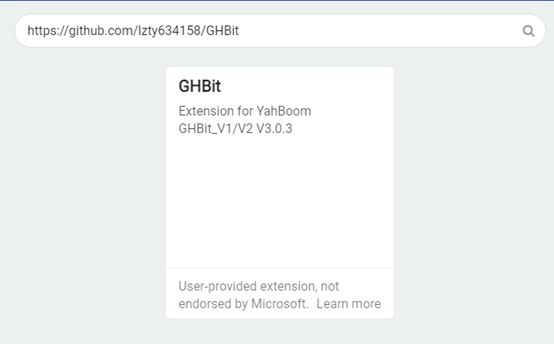 https://github.com/lzty634158/GHBit
GHBit
Extension for YahBoom
GHBit_V1/V2 V3.0.3
User-provided extension, not
endorsed by Microsoft. Learn more